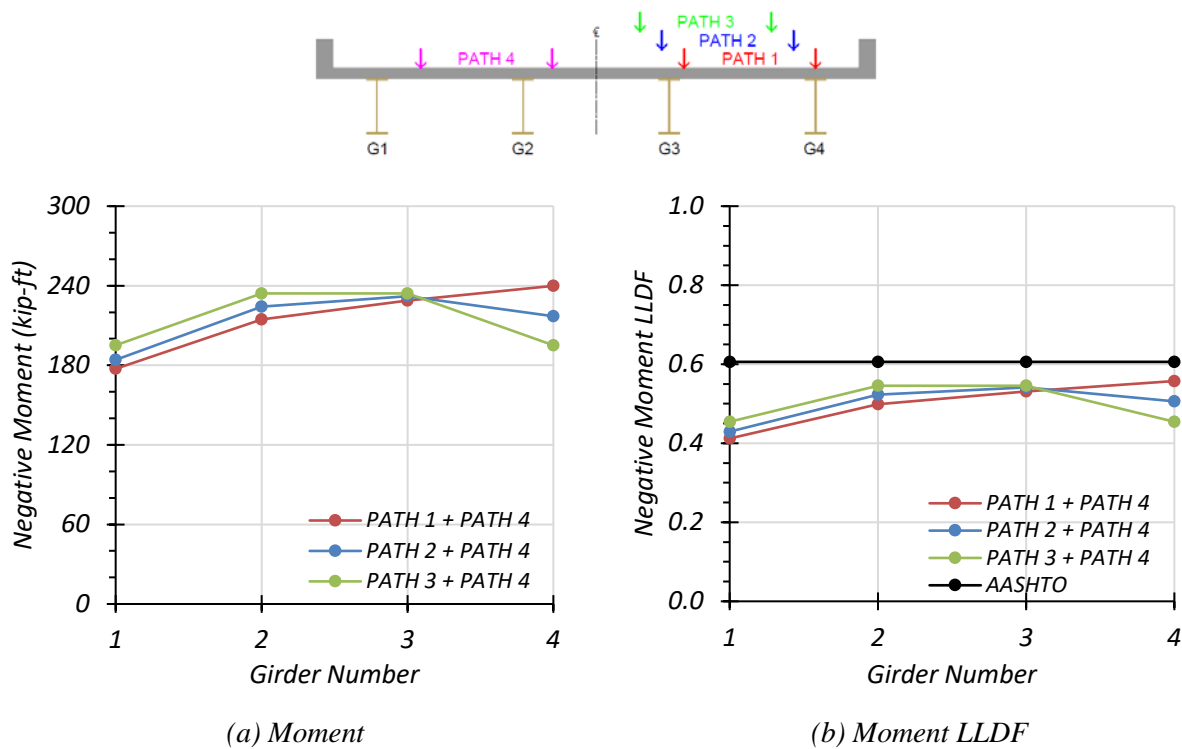 ℄
PATH 3
PATH 2
PATH 4
PATH 1
G1 G2 G3 G4
Negative Moment (kip-ft)
300
240
180
120
60
0
PATH 1 + PATH 4
PATH 2 + PATH 4
PATH 3 + PATH 4
1 2 3 4
Girder Number
(a) Moment
Negative Moment LLDF
1.0
0.8
0.6
0.4
0.2
0.0
PATH 1 + PATH 4
PATH 2 + PATH 4
PATH 3 + PATH 4
AASHTO
1 2 3 4
Girder Number
(b) Moment LLDF